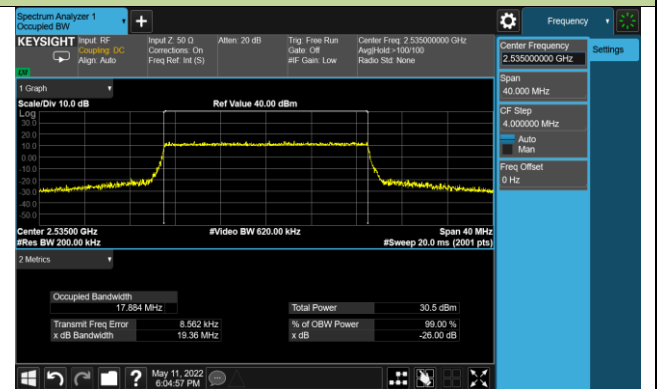 Spectrum Analyzer 1
Occupied BW
Frequency
KEYSIGHT
Input: RF
Coupling: DC
Align: Auto
Input Z: 50 Ω
Corrections: On
Freq Ref: Int (S)
Atten: 20 dB
Trig: Free Run
Gate: Off
#IF Gain: Low
Center Freq: 2.535000000 GHz
Avg|Hold:>100/100
Radio Std: None
Center Frequency
2.535000000 GHz
Settings
Span
40.000 MHz
CF Step
4.000000 MHz
Auto
Man
Freq Offset
0 Hz
1 Graph
Scale/Div 10.0 dB
Ref Value 40.00 dBm
Log
30.0
20.0
10.0
0.00
-10.0
-20.0
-30.0
-40.0
-50.0
Center 2.53500 GHz
#Video BW 620.00 kHz
Span 40 MHz
#Res BW 200.00 kHz
#Sweep 20.0 ms (2001 pts)
2 Metrics
Occupied Bandwidth
17.884 MHz
Total Power 30.5 dBm
Transmit Freq Error 8.562 kHz
% of OBW Power 99.00 %
x dB Bandwidth 19.36 MHz
x dB -26.00 dB
May 11, 2022
6:04:57 PM